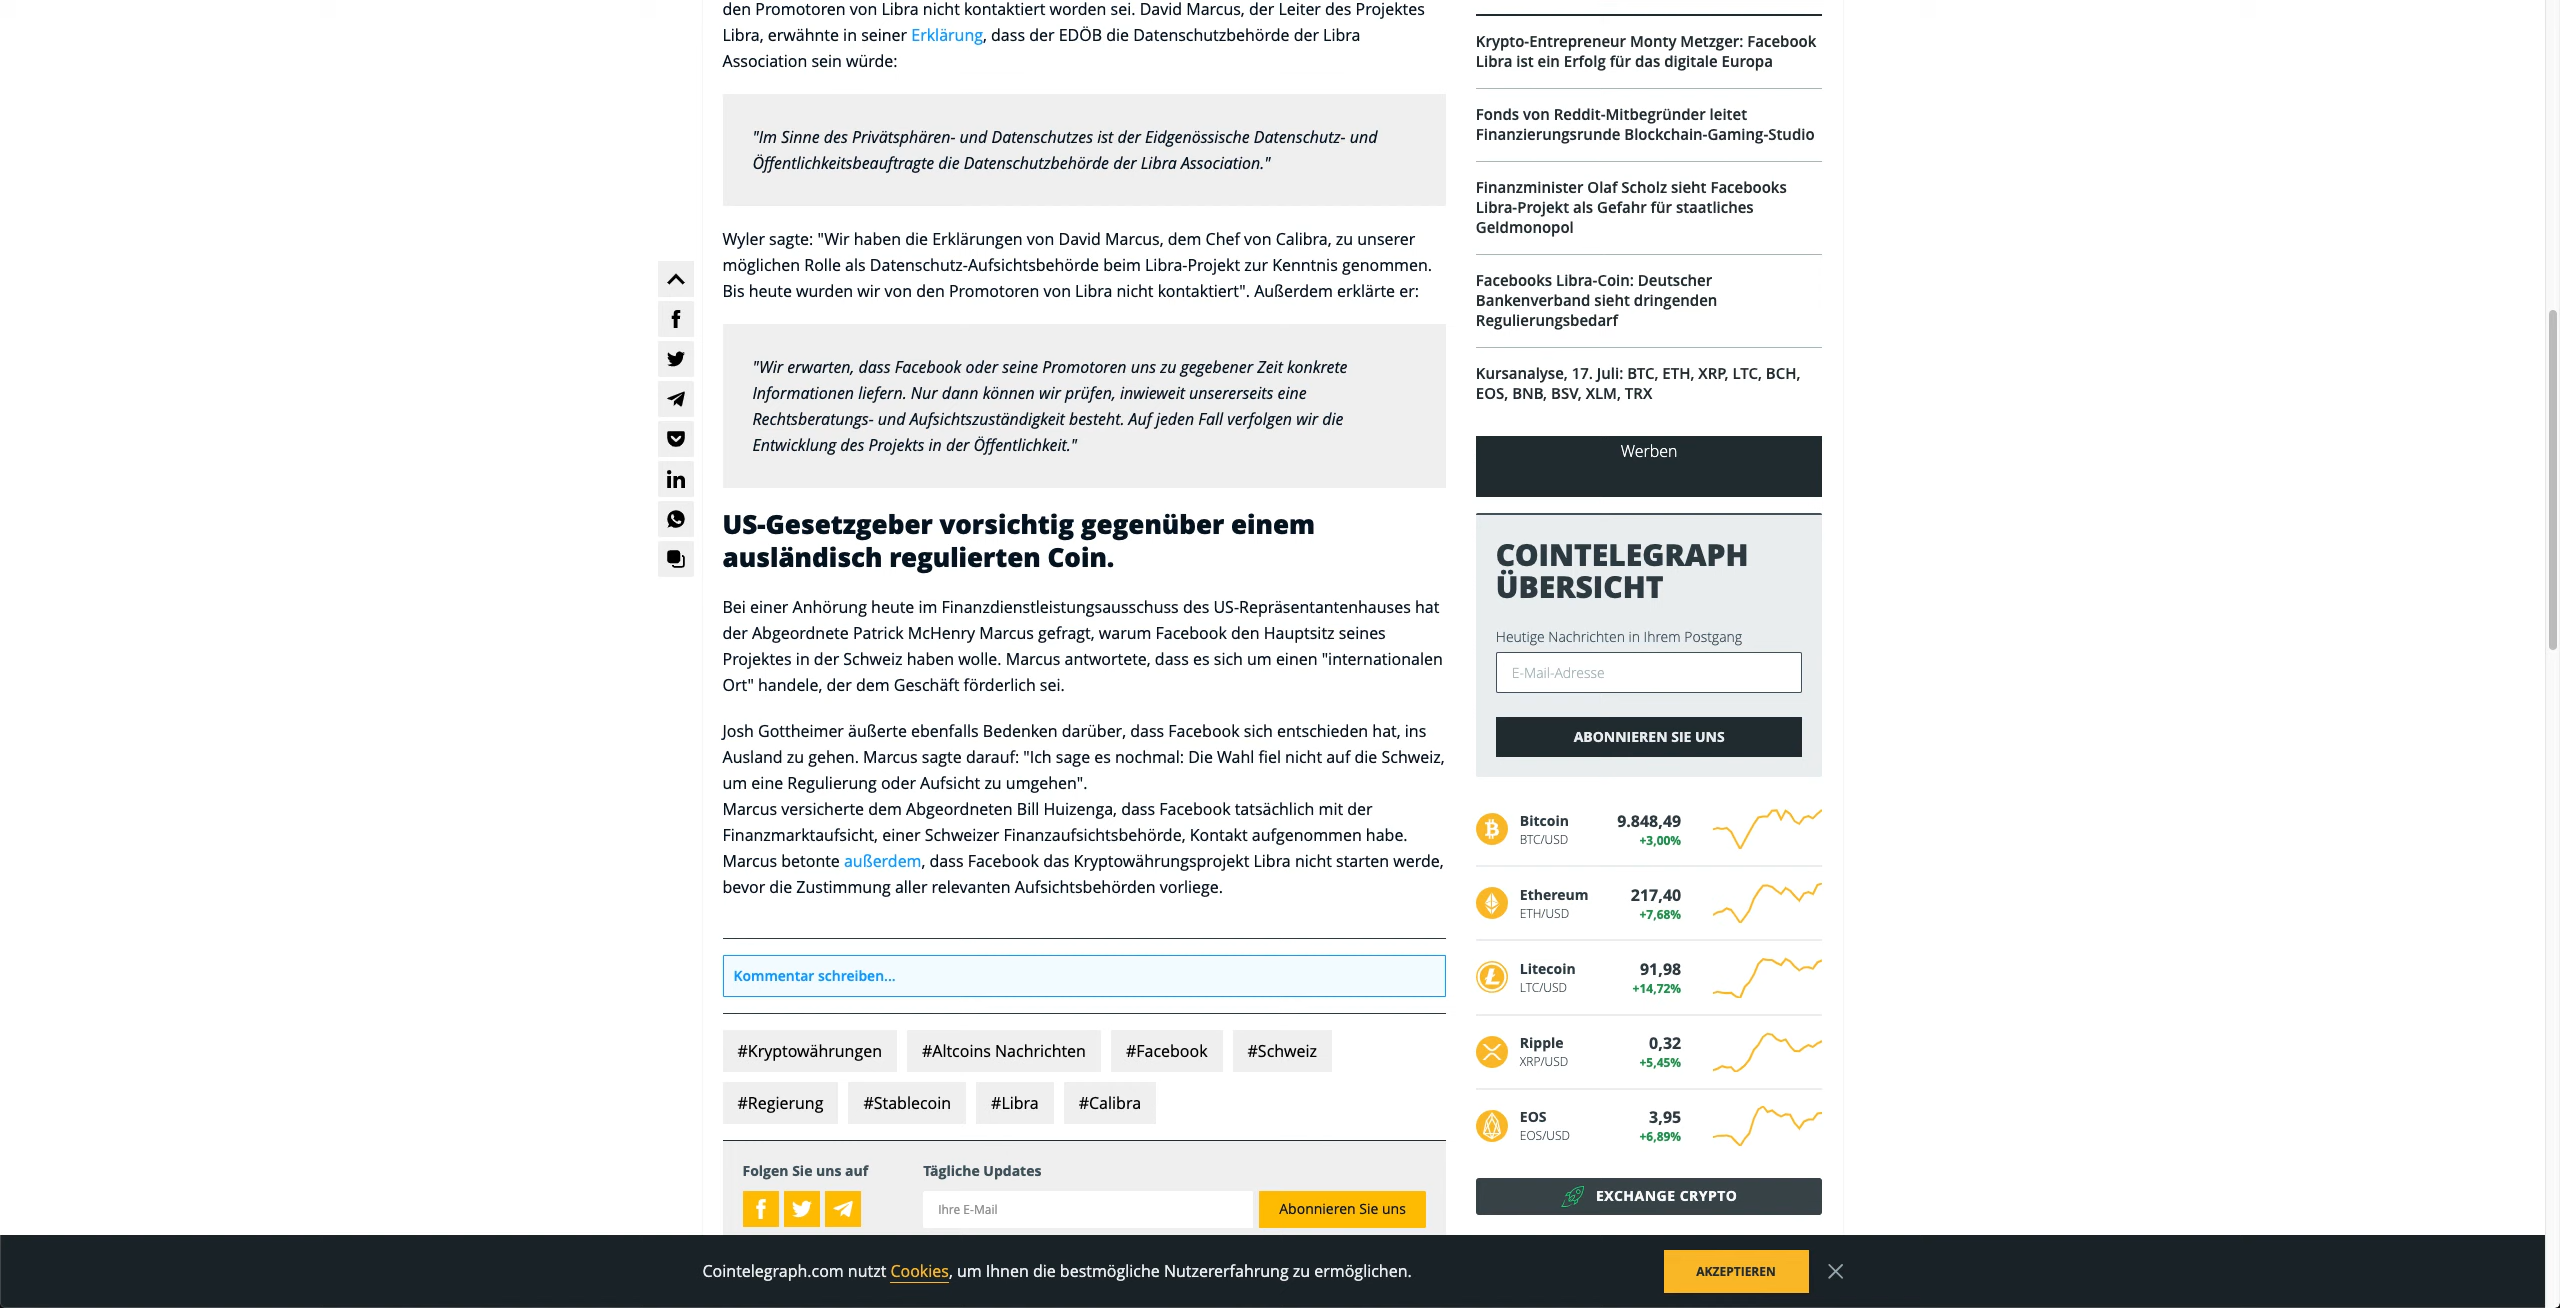 den Promotoren von Libra nicht kontaktiert worden sei. David Marcus, der Leiter des Projektes
Libra, erwähnte in seiner Erklärung, dass der EDÖB die Datenschutzbehörde der Libra
Association sein würde:
"Im Sinne des Privätsphären- und Datenschutzes ist der Eidgenössische Datenschutz- und
Öffentlichkeitsbeauftragte die Datenschutzbehörde der Libra Association."
Wyler sagte: "Wir haben die Erklärungen von David Marcus, dem Chef von Calibra, zu unserer
möglichen Rolle als Datenschutz-Aufsichtsbehörde beim Libra-Projekt zur Kenntnis genommen.
Bis heute wurden wir von den Promotoren von Libra nicht kontaktiert". Außerdem erklärte er:
"Wir erwarten, dass Facebook oder seine Promotoren uns zu gegebener Zeit konkrete
Informationen liefern. Nur dann können wir prüfen, inwieweit unsererseits eine
Rechtsberatungs- und Aufsichtszuständigkeit besteht. Auf jeden Fall verfolgen wir die
Entwicklung des Projekts in der Öffentlichkeit."
US-Gesetzgeber vorsichtig gegenüber einem
ausländisch regulierten Coin.
Bei einer Anhörung heute im Finanzdienstleistungsausschuss des US-Repräsentantenhauses hat
der Abgeordnete Patrick McHenry Marcus gefragt, warum Facebook den Hauptsitz seines
Projektes in der Schweiz haben wolle. Marcus antwortete, dass es sich um einen "internationalen
Ort" handele, der dem Geschäft förderlich sei.
Josh Gottheimer äußerte ebenfalls Bedenken darüber, dass Facebook sich entschieden hat, ins
Ausland zu gehen. Marcus sagte darauf: "Ich sage es nochmal: Die Wahl fiel nicht auf die Schweiz,
um eine Regulierung oder Aufsicht zu umgehen".
Marcus versicherte dem Abgeordneten Bill Huizenga, dass Facebook tatsächlich mit der
Finanzmarktaufsicht, einer Schweizer Finanzaufsichtsbehörde, Kontakt aufgenommen habe.
Marcus betonte außerdem, dass Facebook das Kryptowährungsprojekt Libra nicht starten werde,
bevor die Zustimmung aller relevanten Aufsichtsbehörden vorliege.
Kommentar schreiben...
#Kryptowährungen #Altcoins Nachrichten #Facebook #Schweiz
#Regierung #Stablecoin #Libra #Calibra
Folgen Sie uns auf
Tägliche Updates
Ihre E-Mail
Abonnieren Sie uns
Krypto-Entrepreneur Monty Metzger: Facebook
Libra ist ein Erfolg für das digitale Europa
Fonds von Reddit-Mitbegründer leitet
Finanzierungsrunde Blockchain-Gaming-Studio
Finanzminister Olaf Scholz sieht Facebooks
Libra-Projekt als Gefahr für staatliches
Geldmonopol
Facebooks Libra-Coin: Deutscher
Bankenverband sieht dringenden
Regulierungsbedarf
Kursanalyse, 17. Juli: BTC, ETH, XRP, LTC, BCH,
EOS, BNB, BSV, XLM, TRX
Werben
COINTELEGRAPH
ÜBERSICHT
Heutige Nachrichten in Ihrem Postgang
E-Mail-Adresse
ABONNIEREN SIE UNS
Bitcoin 9.848,49
BTC/USD +3,00%
Ethereum 217,40
ETH/USD +7,68%
Litecoin 91,98
LTC/USD +14,72%
Ripple 0,32
XRP/USD +5,45%
EOS 3,95
EOS/USD +6,89%
EXCHANGE CRYPTO
Cointelegraph.com nutzt Cookies, um Ihnen die bestmögliche Nutzererfahrung zu ermöglichen.
AKZEPTIEREN